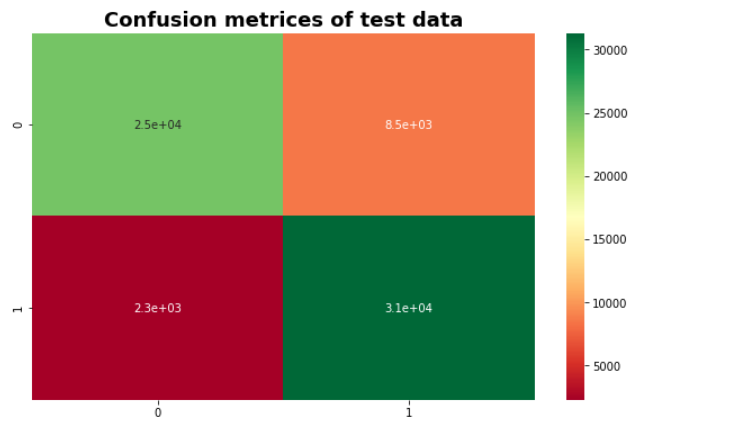 Confusion metrices of test data
0
2.5e+04
8.5e+03
1
2.3e+03
3.1e+04
0
1
30000
25000
20000
15000
10000
5000